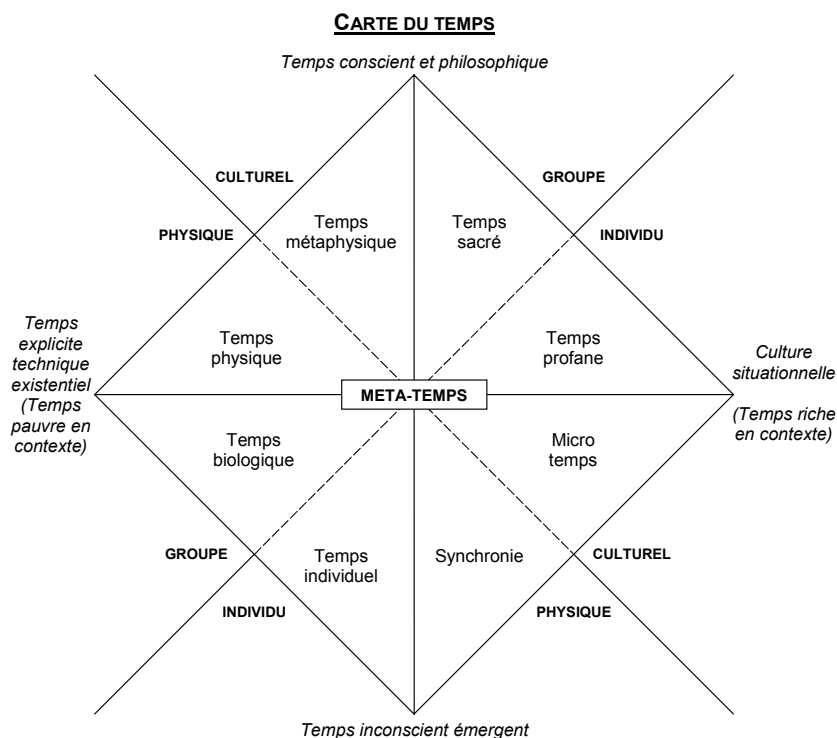 CARTE DU TEMPS
Temps conscient et philosophique
CULTUREL
GROUPE
PHYSIQUE
INDIVIDU
Temps
métaphysique
Temps
sacré
Temps
explicite
technique
existentiel
(Temps
pauvre en
contexte)
Temps
physique
Temps
profane
Culture
situationnelle
(Temps riche
en contexte)
META-TEMPS
Temps
biologique
Micro
temps
GROUPE
INDIVIDU
Temps
individuel
Synchronie
CULTUREL
PHYSIQUE
Temps inconscient émergent